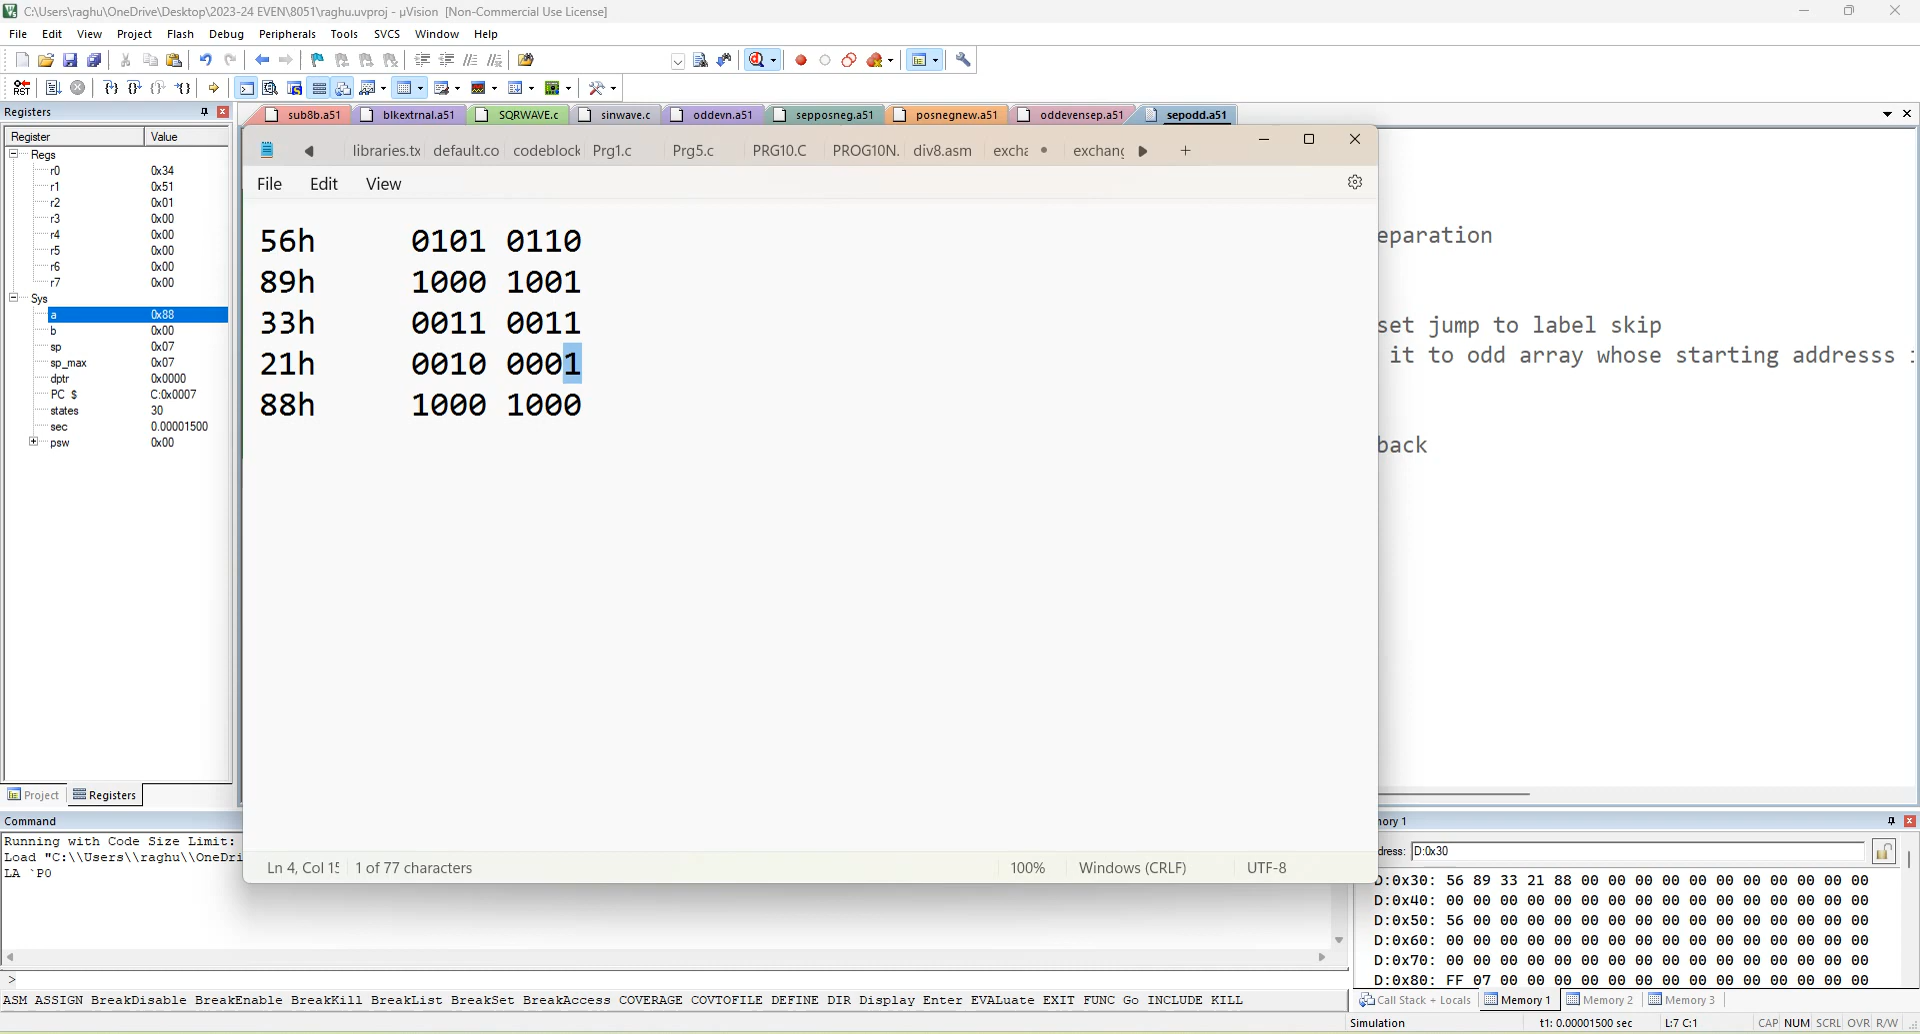 C:\Users\raghu\OneDrive\Desktop\2023-24 EVEN\8051\raghu.uvproj - µVision [Non-Commercial Use License]
File Edit View Project Flash Debug Peripherals Tools SVCS Window Help
RST
Registers
sub8b.a51 blkextrnal.a51 SQRWAVE.c sinwave.c oddevn.a51 sepposneg.a51 posnegnew.a51 oddevensep.a51 sepodd.a51
Register Value
Regs
r0 0x34
r1 0x51
r2 0x01
r3 0x00
r4 0x00
r5 0x00
r6 0x00
r7 0x00
Sys
a 0x88
b 0x00
sp 0x07
sp_max 0x07
dptr 0x0000
PC $ C:0x0007
states 30
sec 0.00001500
psw 0x00
Project Registers
libraries.tx default.co codeblock Prg1.c Prg5.c PRG10.C PROG10N. div8.asm excha exchang
File Edit View
56h 0101 0110
89h 1000 1001
33h 0011 0011
21h 0010 0001
88h 1000 1000
Ln 4, Col 15 1 of 77 characters 100% Windows (CRLF) UTF-8
eparation
set jump to label skip
it to odd array whose starting addresss
back
Command
Running with Code Size Limit:
Load "C:\\Users\\raghu\\OneDri
LA `P0
>
ASM ASSIGN BreakDisable BreakEnable BreakKill BreakList BreakSet BreakAccess COVERAGE COVTOFILE DEFINE DIR Display Enter EVALuate EXIT FUNC Go INCLUDE KILL
ory 1
dress: D:0x30
D:0x30: 56 89 33 21 88 00 00 00 00 00 00 00 00 00 00 00
D:0x40: 00 00 00 00 00 00 00 00 00 00 00 00 00 00 00 00
D:0x50: 56 00 00 00 00 00 00 00 00 00 00 00 00 00 00 00
D:0x60: 00 00 00 00 00 00 00 00 00 00 00 00 00 00 00 00
D:0x70: 00 00 00 00 00 00 00 00 00 00 00 00 00 00 00 00
D:0x80: FF 07 00 00 00 00 00 00 00 00 00 00 00 00 00 00
Call Stack + Locals Memory 1 Memory 2 Memory 3
Simulation t1: 0.00001500 sec L:7 C:1 CAP NUM SCRL OVR R/W